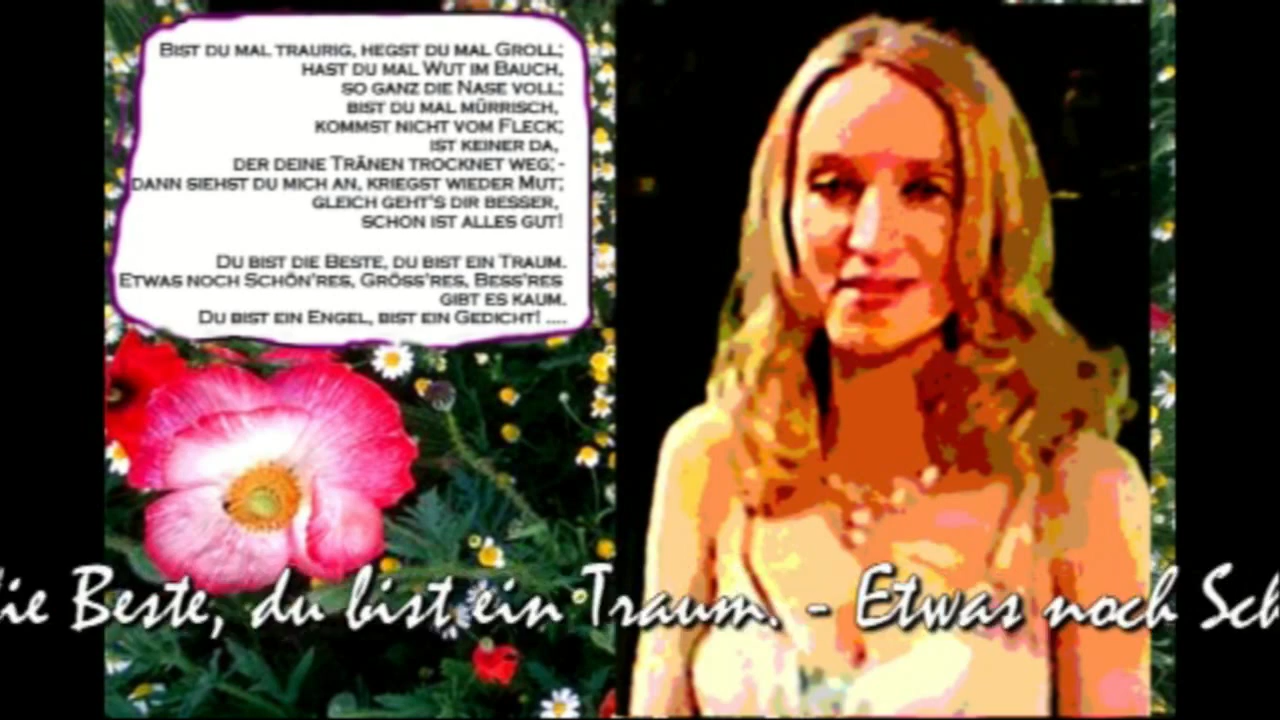 Bist du mal traurig, hegst du mal Groll;
hast du mal Wut im Bauch,
so ganz die Nase voll;
bist du mal mürrisch,
kommst nicht vom Fleck;
ist keiner da,
der deine Tränen trocknet weg; -
dann siehst du mich an, kriegst wieder Mut;
gleich geht's dir besser,
schon ist alles gut!
Du bist die Beste, du bist ein Traum.
Etwas noch Schön'res, Gröss'res, Bess'res
gibt es kaum.
Du bist ein Engel, bist ein Gedicht! ....
die Beste, du bist ein Traum. - Etwas noch Sch